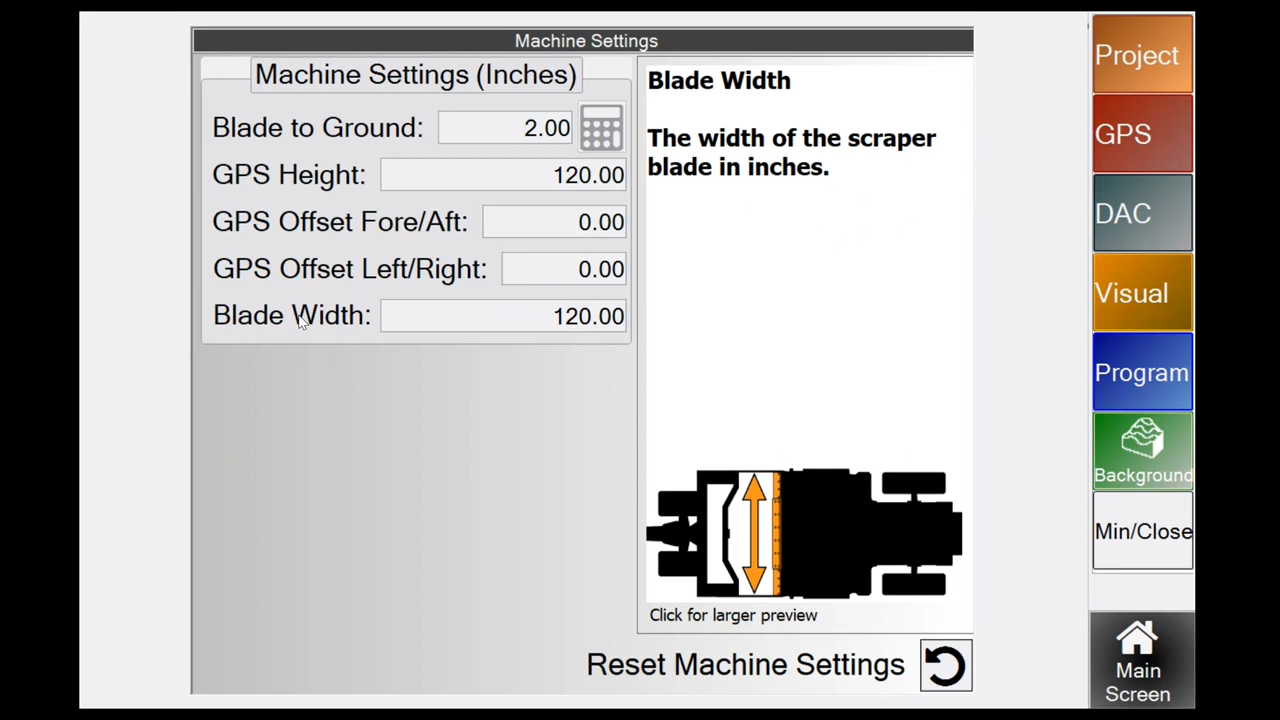 Machine Settings
Machine Settings (Inches)
Blade to Ground: 2.00
GPS Height: 120.00
GPS Offset Fore/Aft: 0.00
GPS Offset Left/Right: 0.00
Blade Width: 120.00
Blade Width
The width of the scraper
blade in inches.
Click for larger preview
Reset Machine Settings
Project
GPS
DAC
Visual
Program
Background
Min/Close
Main
Screen